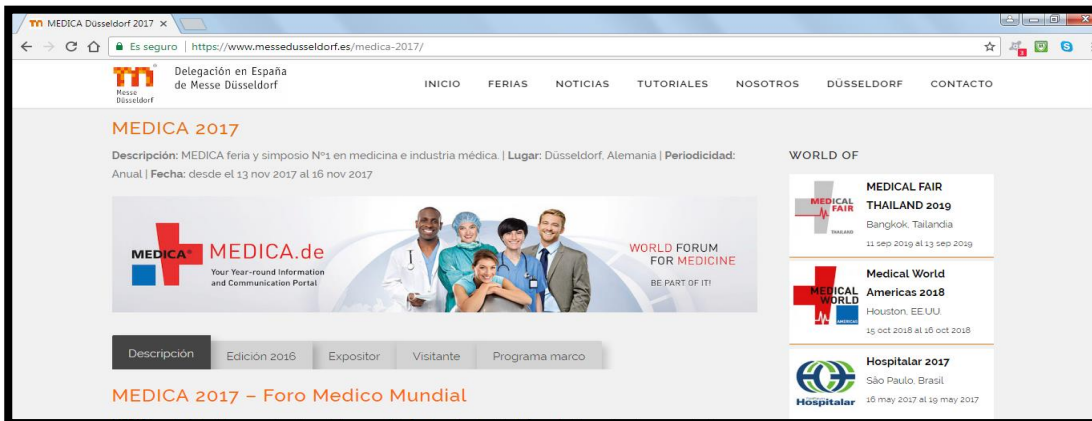 MEDICA Düsseldorf 2017
Es seguro | https://www.messedusseldorf.es/medica-2017/
Messe
Düsseldorf
Delegación en España
de Messe Düsseldorf
INICIO FERIAS NOTICIAS TUTORIALES NOSOTROS DÜSSELDORF CONTACTO
MEDICA 2017
Descripción: MEDICA feria y simposio Nº1 en medicina e industria médica. | Lugar: Düsseldorf, Alemania | Periodicidad:
Anual | Fecha: desde el 13 nov 2017 al 16 nov 2017
MEDICA®
MEDICA.de
Your Year-round Information
and Communication Portal
WORLD FORUM
FOR MEDICINE
BE PART OF IT!
Descripción Edición 2016 Expositor Visitante Programa marco
MEDICA 2017 – Foro Medico Mundial
WORLD OF
MEDICAL
FAIR
THAILAND
MEDICAL FAIR
THAILAND 2019
Bangkok, Tailandia
11 sep 2019 al 13 sep 2019
MEDICAL
WORLD
AMERICAS
Medical World
Americas 2018
Houston, EE.UU.
15 oct 2018 al 16 oct 2018
Hospitalar
Hospitalar 2017
São Paulo, Brasil
16 may 2017 al 19 may 2017